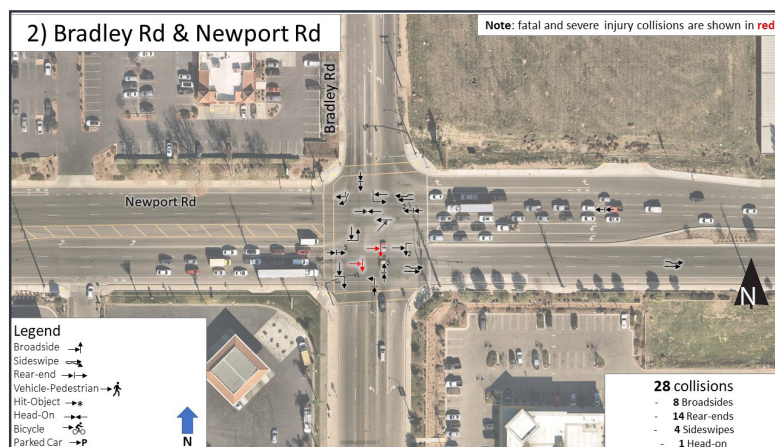 2) Bradley Rd & Newport Rd
Note: fatal and severe injury collisions are shown in red
Bradley Rd
Newport Rd
2
N
Legend
Broadside
Sideswipe
Rear-end
Vehicle-Pedestrian
Hit-Object
Head-On
Bicycle
Parked Car P
N
28 collisions
- 8 Broadsides
- 14 Rear-ends
- 4 Sideswipes
- 1 Head-on